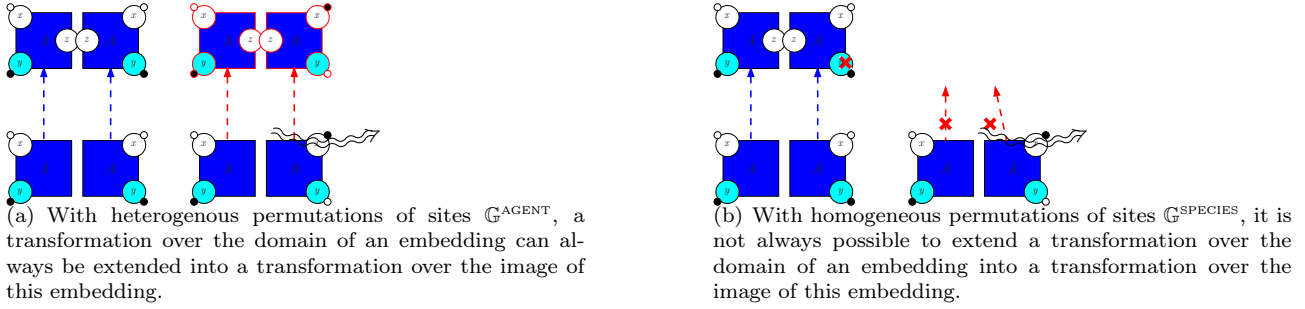 x x x x
A z z A A z z A
y y y y
x x x
A A A A
y y y y
(a) With heterogenous permutations of sites 𝔾^AGENT, a
transformation over the domain of an embedding can al-
ways be extended into a transformation over the image of
this embedding.
x x
A z z A
y y
x x x
A A A A
y y y y
(b) With homogeneous permutations of sites 𝔾^SPECIES, it is
not always possible to extend a transformation over the
domain of an embedding into a transformation over the
image of this embedding.